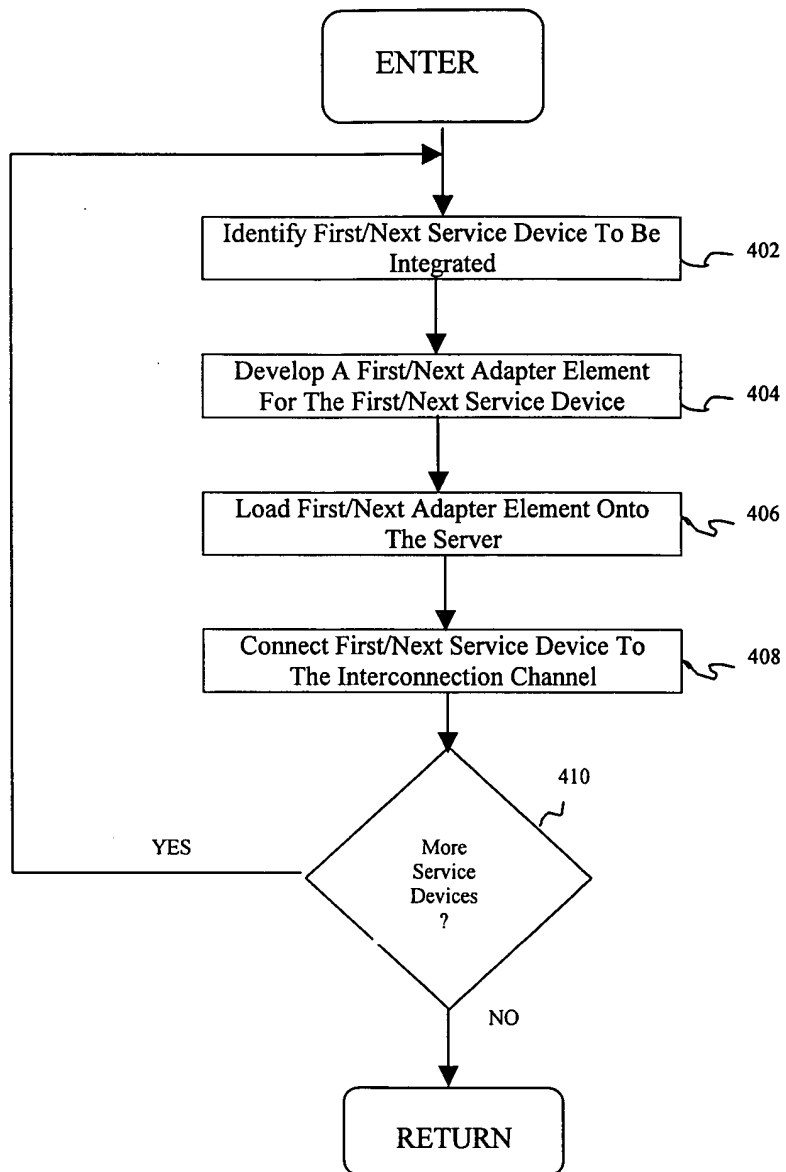 ENTER
Identify First/Next Service Device To Be
Integrated
402
Develop A First/Next Adapter Element
For The First/Next Service Device
404
Load First/Next Adapter Element Onto
The Server
406
Connect First/Next Service Device To
The Interconnection Channel
408
410
More
Service
Devices
?
YES
NO
RETURN